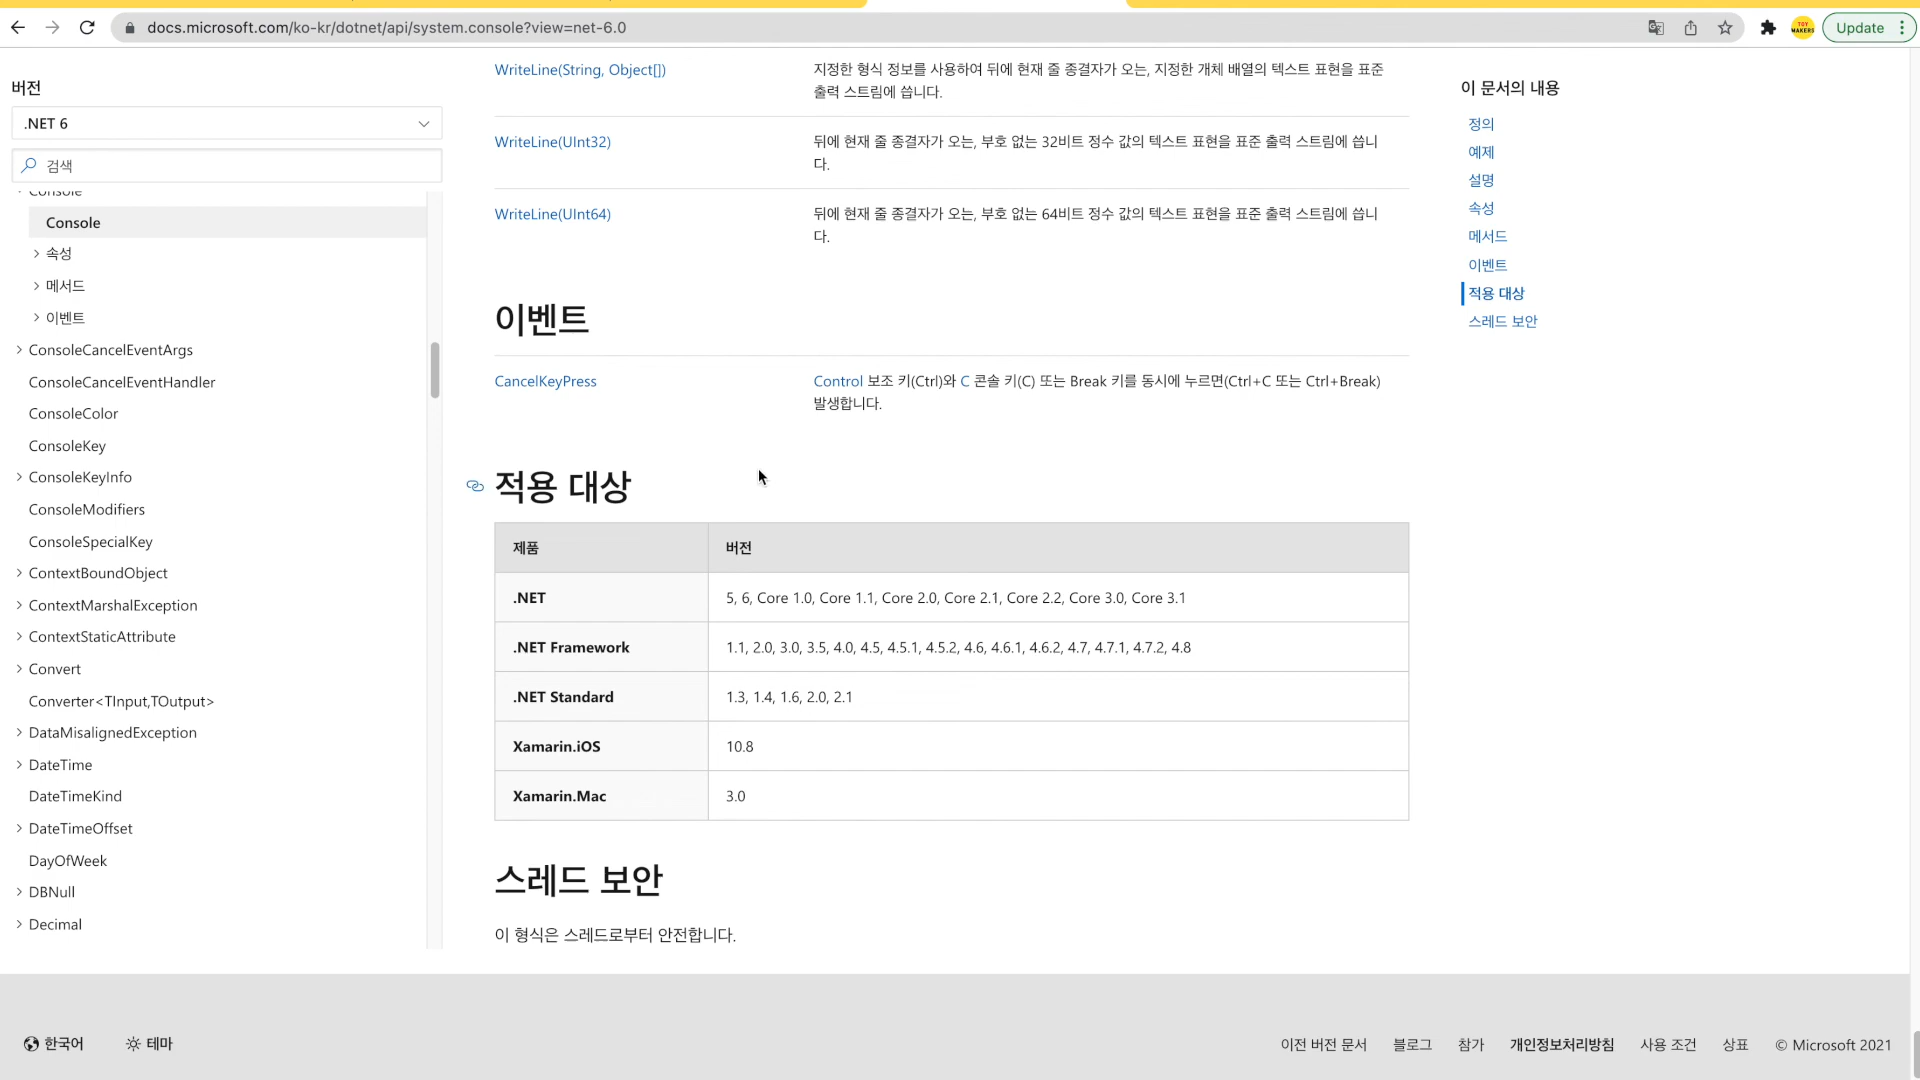 docs.microsoft.com/ko-kr/dotnet/api/system.console?view=net-6.0
TOY MAKERS
Update
버전
.NET 6
검색
Console
Console
속성
메서드
이벤트
ConsoleCancelEventArgs
ConsoleCancelEventHandler
ConsoleColor
ConsoleKey
ConsoleKeyInfo
ConsoleModifiers
ConsoleSpecialKey
ContextBoundObject
ContextMarshalException
ContextStaticAttribute
Convert
Converter<TInput,TOutput>
DataMisalignedException
DateTime
DateTimeKind
DateTimeOffset
DayOfWeek
DBNull
Decimal
WriteLine(String, Object[])
지정한 형식 정보를 사용하여 뒤에 현재 줄 종결자가 오는, 지정한 개체 배열의 텍스트 표현을 표준
출력 스트림에 씁니다.
WriteLine(UInt32)
뒤에 현재 줄 종결자가 오는, 부호 없는 32비트 정수 값의 텍스트 표현을 표준 출력 스트림에 씁니
다.
WriteLine(UInt64)
뒤에 현재 줄 종결자가 오는, 부호 없는 64비트 정수 값의 텍스트 표현을 표준 출력 스트림에 씁니
다.
이벤트
CancelKeyPress
Control 보조 키(Ctrl)와 C 콘솔 키(C) 또는 Break 키를 동시에 누르면(Ctrl+C 또는 Ctrl+Break)
발생합니다.
적용 대상
제품 버전
.NET 5, 6, Core 1.0, Core 1.1, Core 2.0, Core 2.1, Core 2.2, Core 3.0, Core 3.1
.NET Framework 1.1, 2.0, 3.0, 3.5, 4.0, 4.5, 4.5.1, 4.5.2, 4.6, 4.6.1, 4.6.2, 4.7, 4.7.1, 4.7.2, 4.8
.NET Standard 1.3, 1.4, 1.6, 2.0, 2.1
Xamarin.iOS 10.8
Xamarin.Mac 3.0
스레드 보안
이 형식은 스레드로부터 안전합니다.
이 문서의 내용
정의
예제
설명
속성
메서드
이벤트
적용 대상
스레드 보안
한국어 테마
이전 버전 문서 블로그 참가 개인정보처리방침 사용 조건 상표 © Microsoft 2021